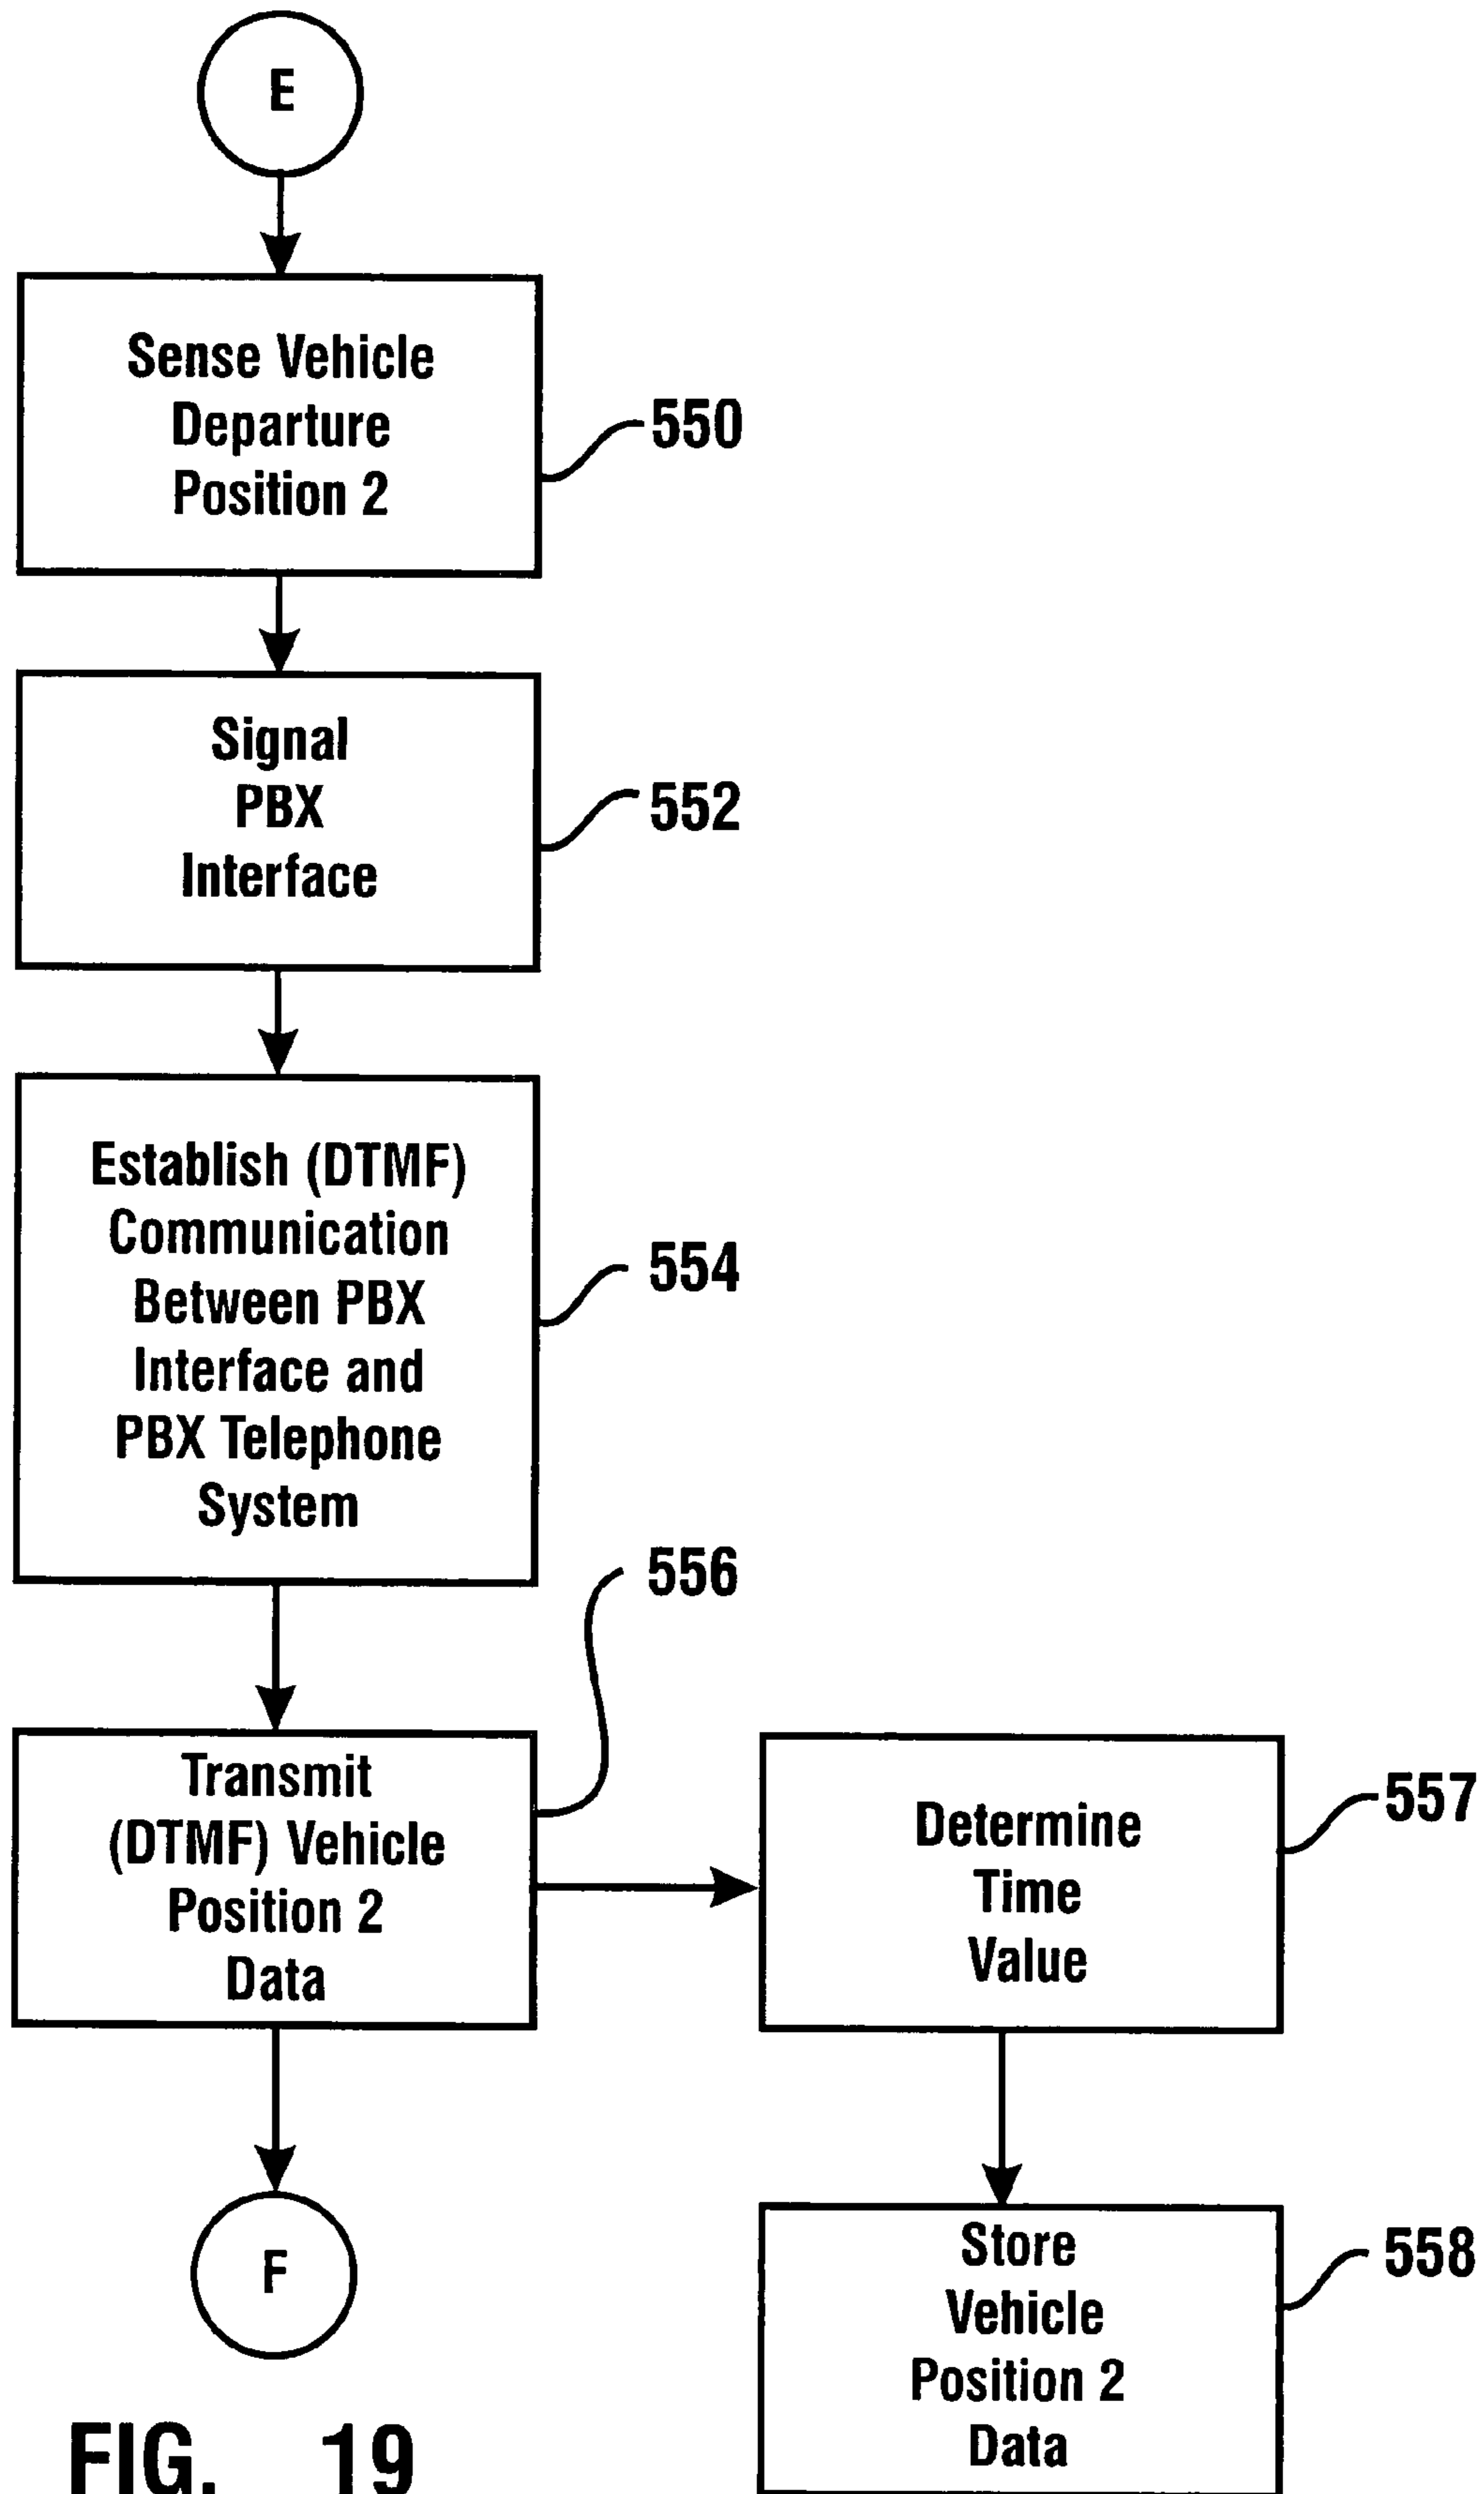 E
Sense Vehicle
Departure
Position 2
550
Signal
PBX
Interface
552
Establish (DTMF)
Communication
Between PBX
Interface and
PBX Telephone
System
554
556
Transmit
(DTMF) Vehicle
Position 2
Data
Determine
Time
Value
557
F
Store
Vehicle
Position 2
Data
558
FIG. 19